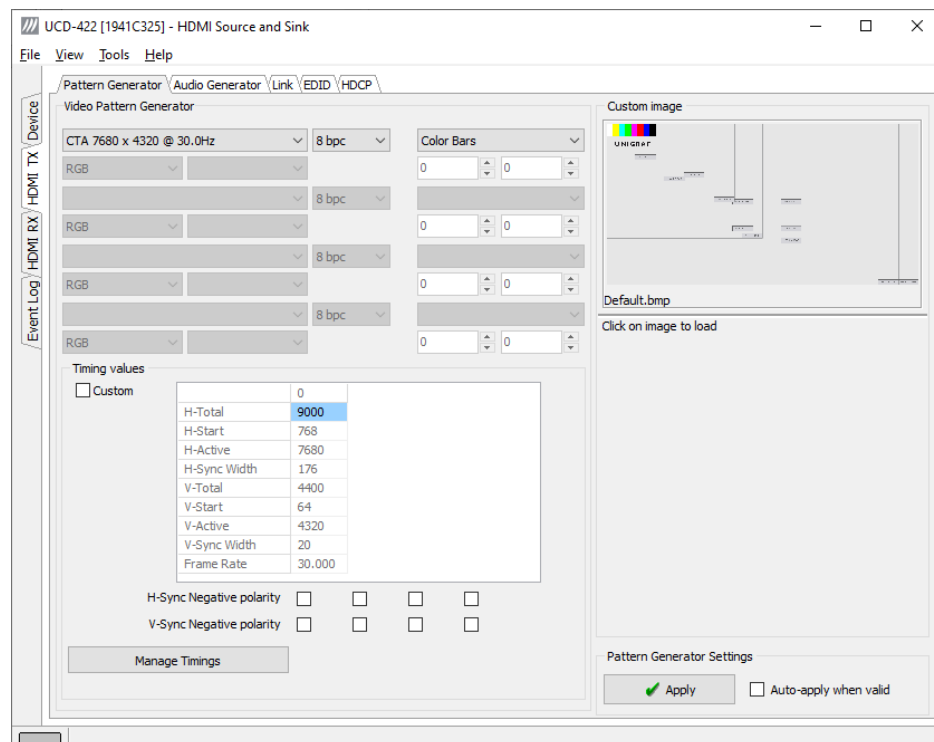 UCD-422 [1941C325] - HDMI Source and Sink
File View Tools Help
Pattern Generator Audio Generator Link EDID HDCP
Device
HDMI TX
HDMI RX
Event Log
Video Pattern Generator
CTA 7680 x 4320 @ 30.0Hz 8 bpc Color Bars
RGB 0 0
8 bpc
RGB 0 0
8 bpc
RGB 0 0
8 bpc
RGB 0 0
Custom image
UNIGRAF
Default.bmp
Click on image to load
Timing values
Custom
0
H-Total 9000
H-Start 768
H-Active 7680
H-Sync Width 176
V-Total 4400
V-Start 64
V-Active 4320
V-Sync Width 20
Frame Rate 30.000
H-Sync Negative polarity
V-Sync Negative polarity
Manage Timings
Pattern Generator Settings
Apply Auto-apply when valid